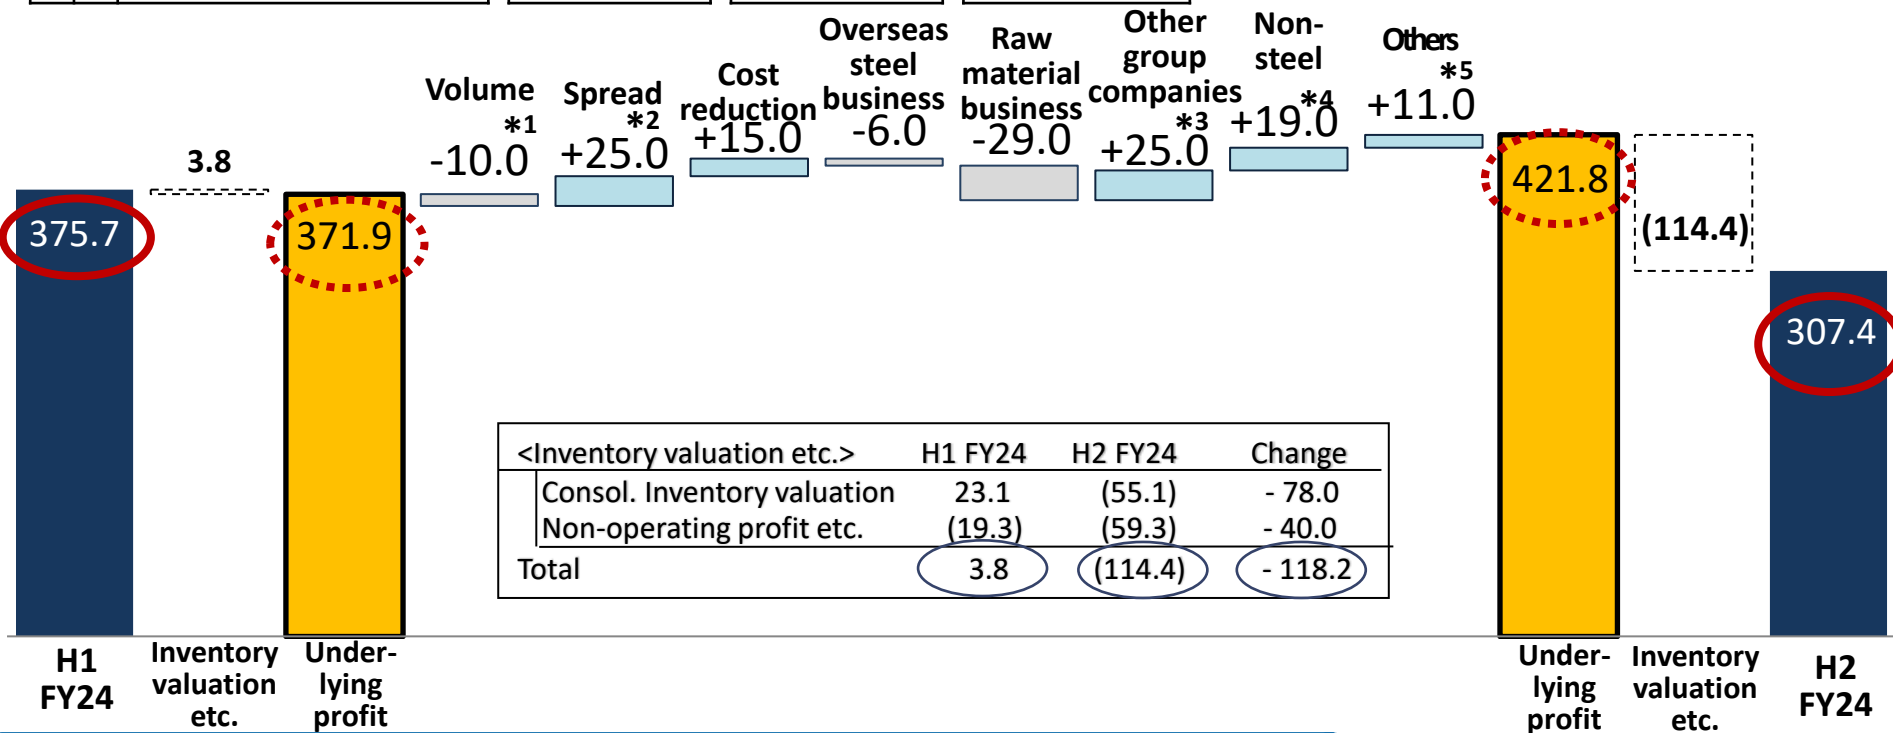 Volume
*1
-10.0
Spread
*2
+25.0
Cost
reduction
+15.0
Overseas
steel
business
-6.0
Raw
material
business
-29.0
Other
group
companies
*3
+25.0
Non-
steel
*4
+19.0
Others
*5
+11.0
375.7
3.8
371.9
421.8
(114.4)
307.4
<Inventory valuation etc.> H1 FY24 H2 FY24 Change
Consol. Inventory valuation 23.1 (55.1) - 78.0
Non-operating profit etc. (19.3) (59.3) - 40.0
Total 3.8 (114.4) - 118.2
H1
FY24
Inventory
valuation
etc.
Under-
lying
profit
Under-
lying
profit
Inventory
valuation
etc.
H2
FY24